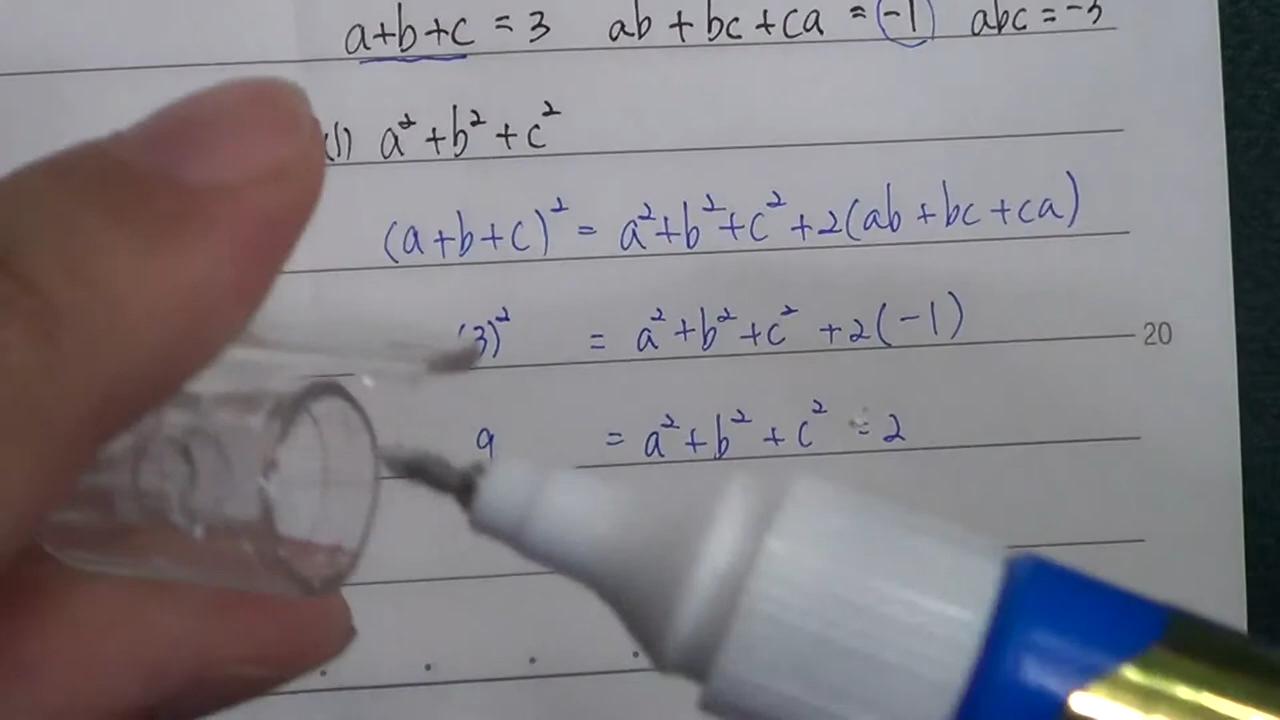 a+b+c = 3 ab + bc + ca = -1 abc = -3
(1) a² + b² + c²
(a+b+c)² = a²+b²+c²+2(ab+bc+ca)
(3)² = a²+b²+c² +2(-1)
20
9 = a²+b²+c² - 2